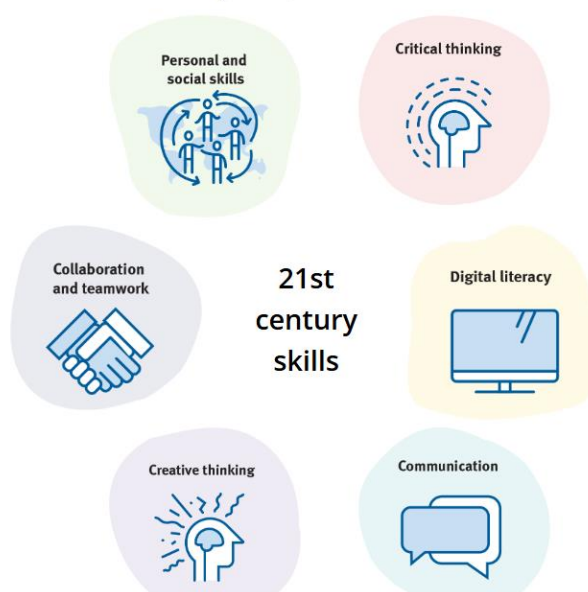 Personal and
social skills
Critical thinking
Collaboration
and teamwork
21st
century
skills
Digital literacy
Creative thinking
Communication